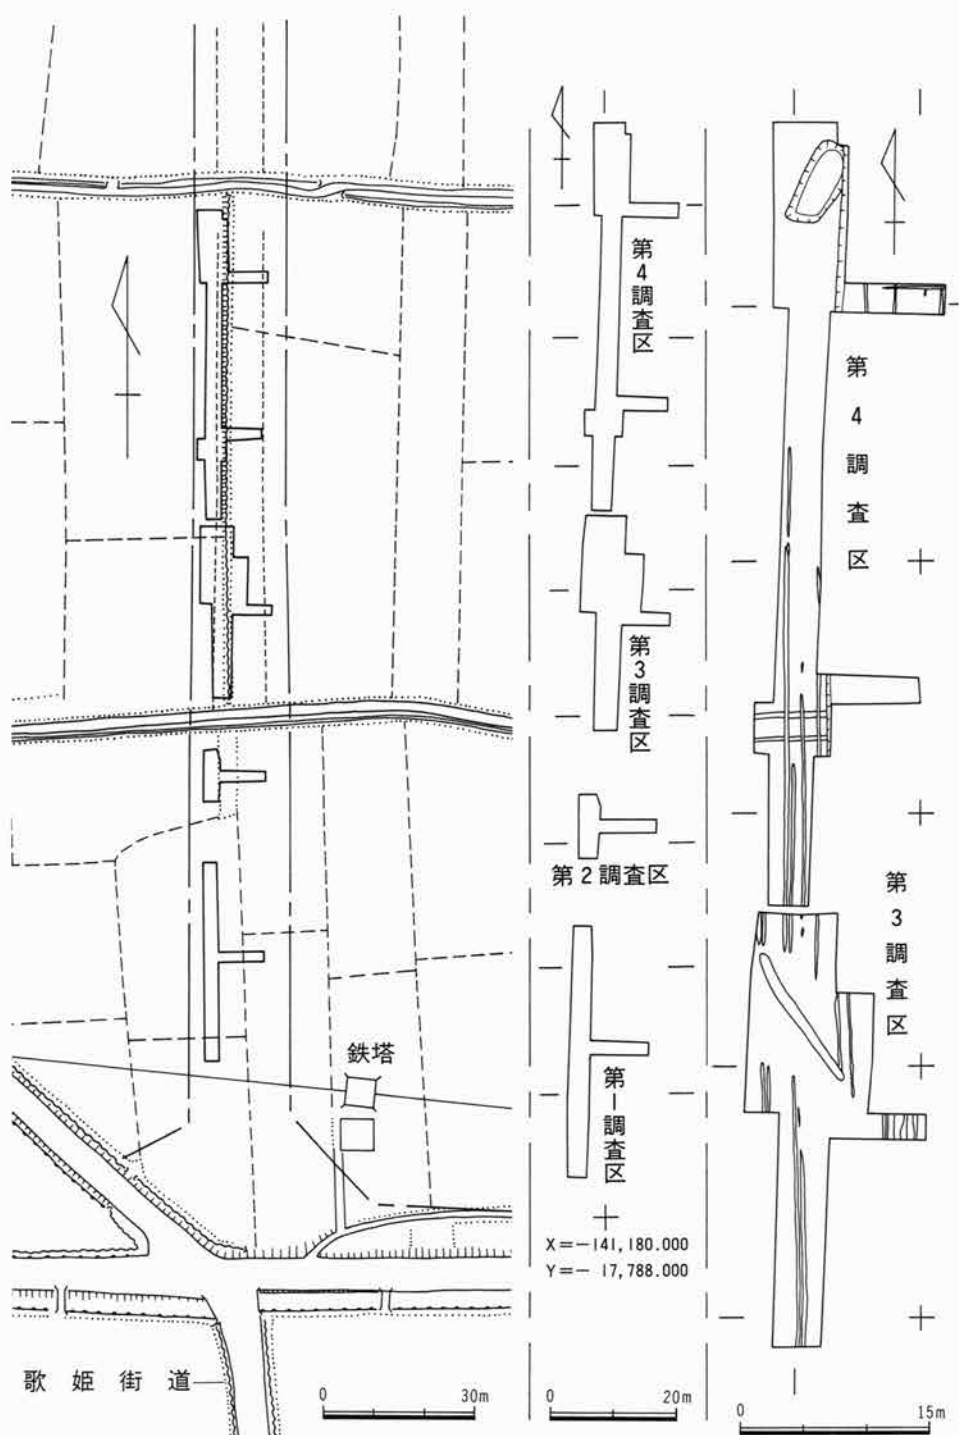 鉄塔
歌姫街道
0 30m
第4調査区
第3調査区
第2調査区
第1調査区
X=-141,180.000
Y=- 17,788.000
0 20m
第4調査区
第3調査区
0 15m